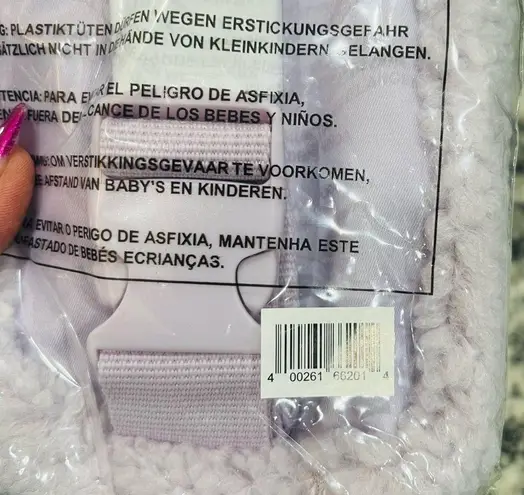 G: PLASTIKTÜTEN DÜRFEN WEGEN ERSTICKUNGSGEFAHR
ÄTZLICH NICHT IN DE HÄNDE VON KLEINKINDERN GELANGEN.
TENCIA: PARA EVITAR EL PELIGRO DE ASFIXIA,
FUERA DEL ALCANCE DE LOS BEBES Y NIÑOS.
OM VERSTIKKINGSGEVAAR TE VOORKOMEN,
AFSTAND VAN BABY'S EN KINDEREN.
EVITAR O PERIGO DE ASFIXIA, MANTENHA ESTE
AFASTADO DE BEBÉS E CRIANÇAS.
4 00261 66201 4